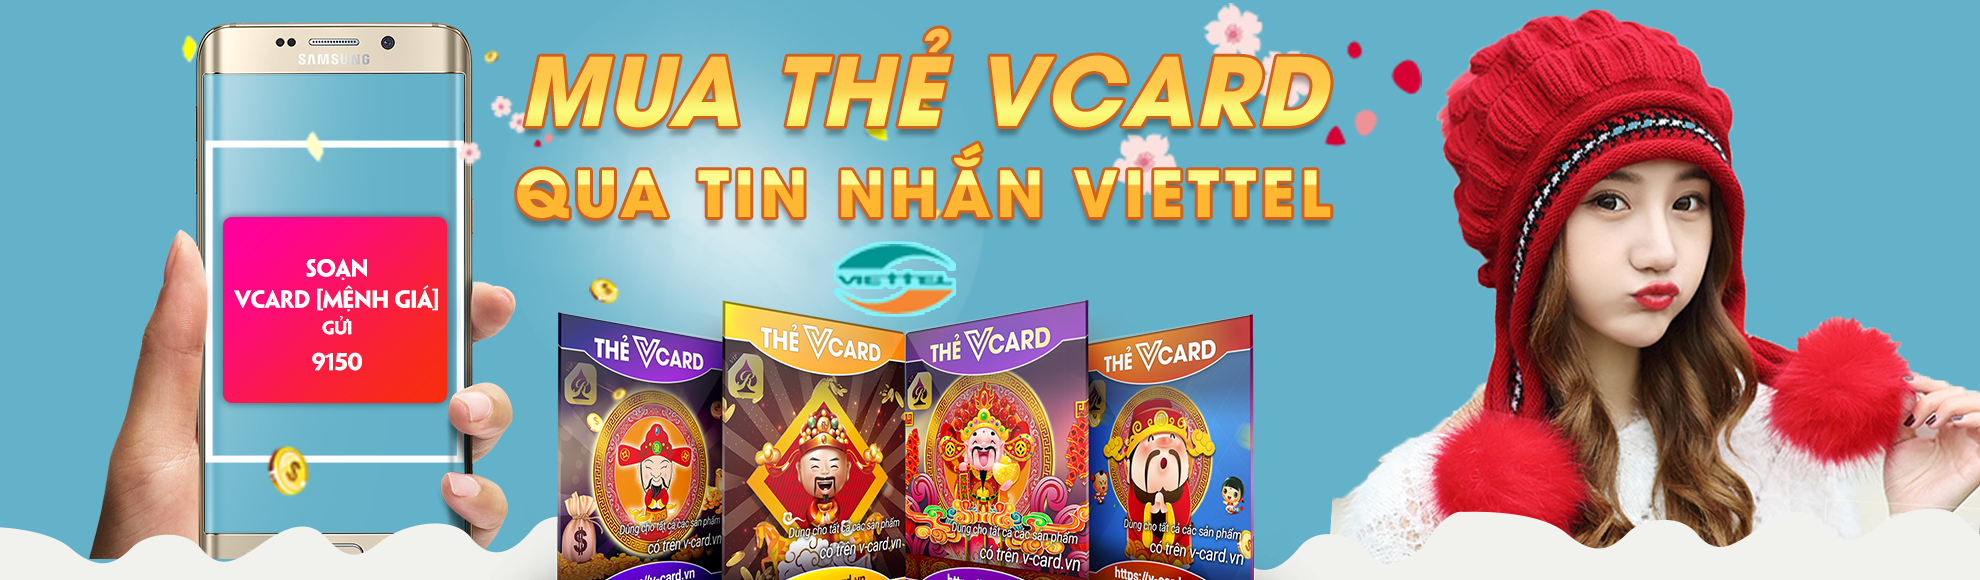 SAMSUNG
MUA THẺ VCARD
QUA TIN NHẮN VIETTEL
SOẠN
VCARD [MỆNH GIÁ]
GỬI
9150
VIETTEL
THẺ VCARD
Dùng cho tất cả các sản phẩm
có trên v-card.vn
THẺ VCARD
Dùng cho tất cả các sản phẩm
có trên v-card.vn
THẺ VCARD
Dùng cho tất cả các sản phẩm
có trên v-card.vn
THẺ VCARD
Dùng cho tất cả các sản phẩm
có trên v-card.vn